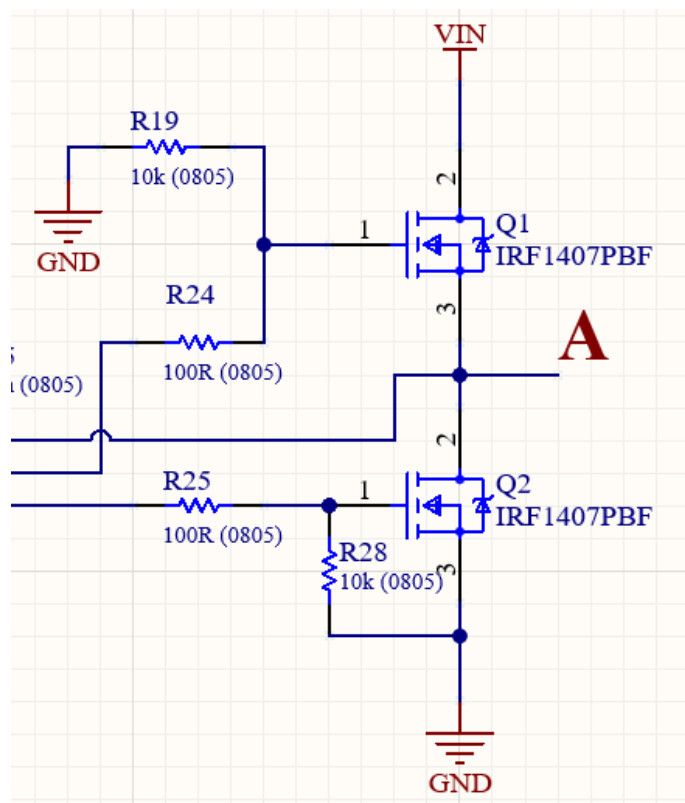 VIN
R19
10k (0805)
GND
2
1
Q1
IRF1407PBF
3
R24
100R (0805)
A
(0805)
2
R25
100R (0805)
1
Q2
IRF1407PBF
R28
10k (0805)
3
GND